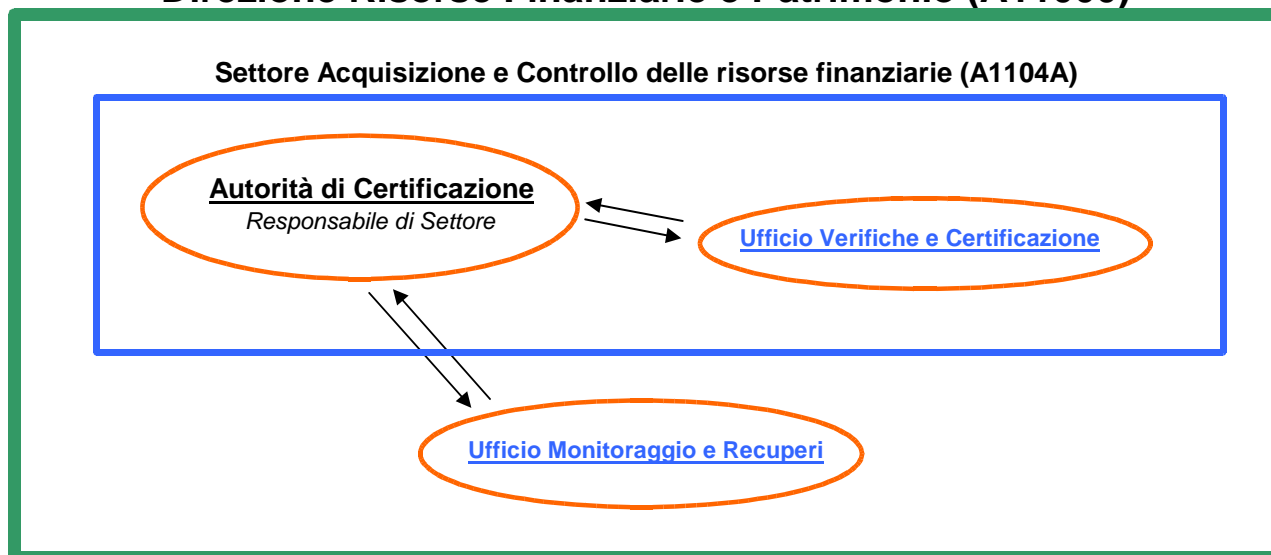 Settore Acquisizione e Controllo delle risorse finanziarie (A1104A)
Autorità di Certificazione
Responsabile di Settore
Ufficio Verifiche e Certificazione
Ufficio Monitoraggio e Recuperi